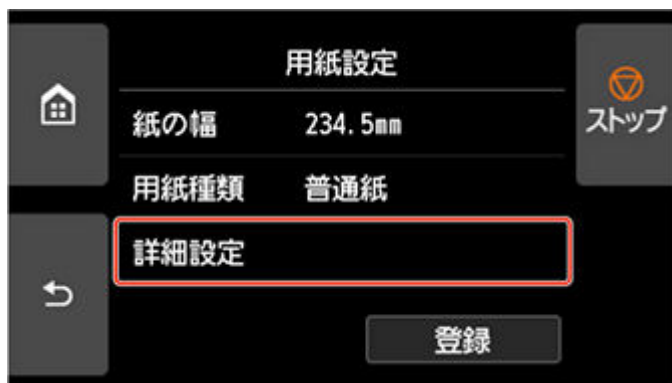 用紙設定
紙の幅 234.5mm
ストップ
用紙種類 普通紙
詳細設定
登録